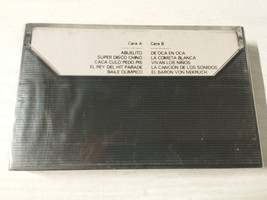 Cara A
ABUELITO
SUPER DISCO CHINO
CACA CULO PEDO PIS
EL REY DEL HIT PARADE
BAILE OLIMPICO
Cara B
DE OCA EN OCA
LA COMETA BLANCA
VIVAN LOS NIÑOS
LA CANCION DE LOS SONIDOS
EL BARON VON NEKRUCH